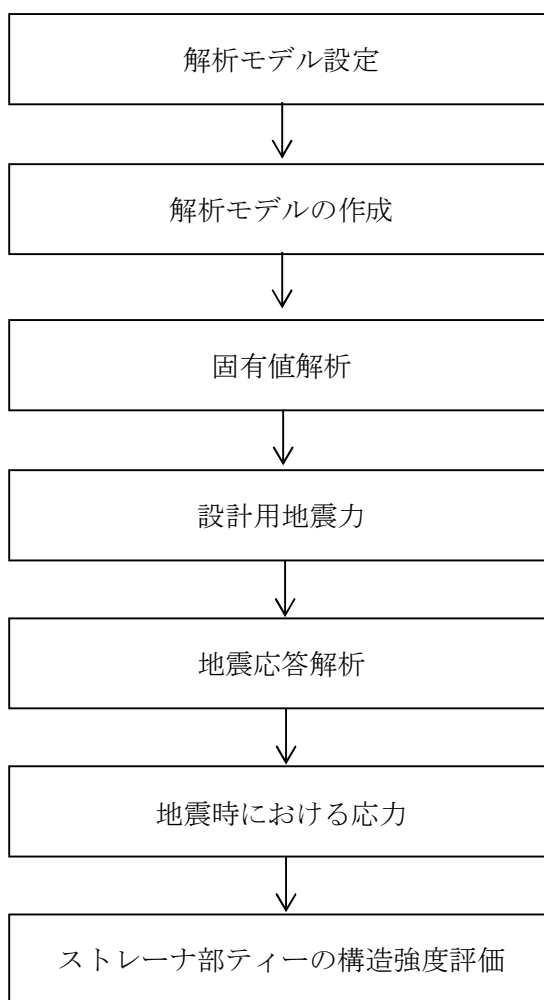 解析モデル設定
解析モデルの作成
固有値解析
設計用地震力
地震応答解析
地震時における応力
ストレーナ部ティーの構造強度評価